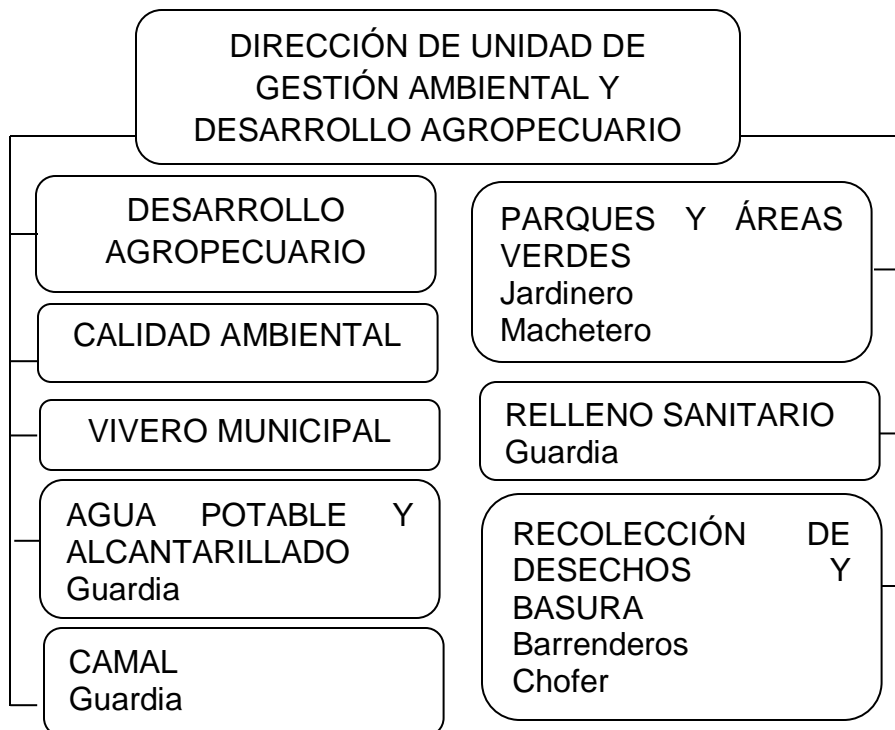 DIRECCIÓN DE UNIDAD DE
GESTIÓN AMBIENTAL Y
DESARROLLO AGROPECUARIO
DESARROLLO
AGROPECUARIO
CALIDAD AMBIENTAL
VIVERO MUNICIPAL
AGUA POTABLE Y
ALCANTARILLADO
Guardia
CAMAL
Guardia
PARQUES Y ÁREAS
VERDES
Jardinero
Machetero
RELLENO SANITARIO
Guardia
RECOLECCIÓN DE
DESECHOS Y
BASURA
Barrenderos
Chofer